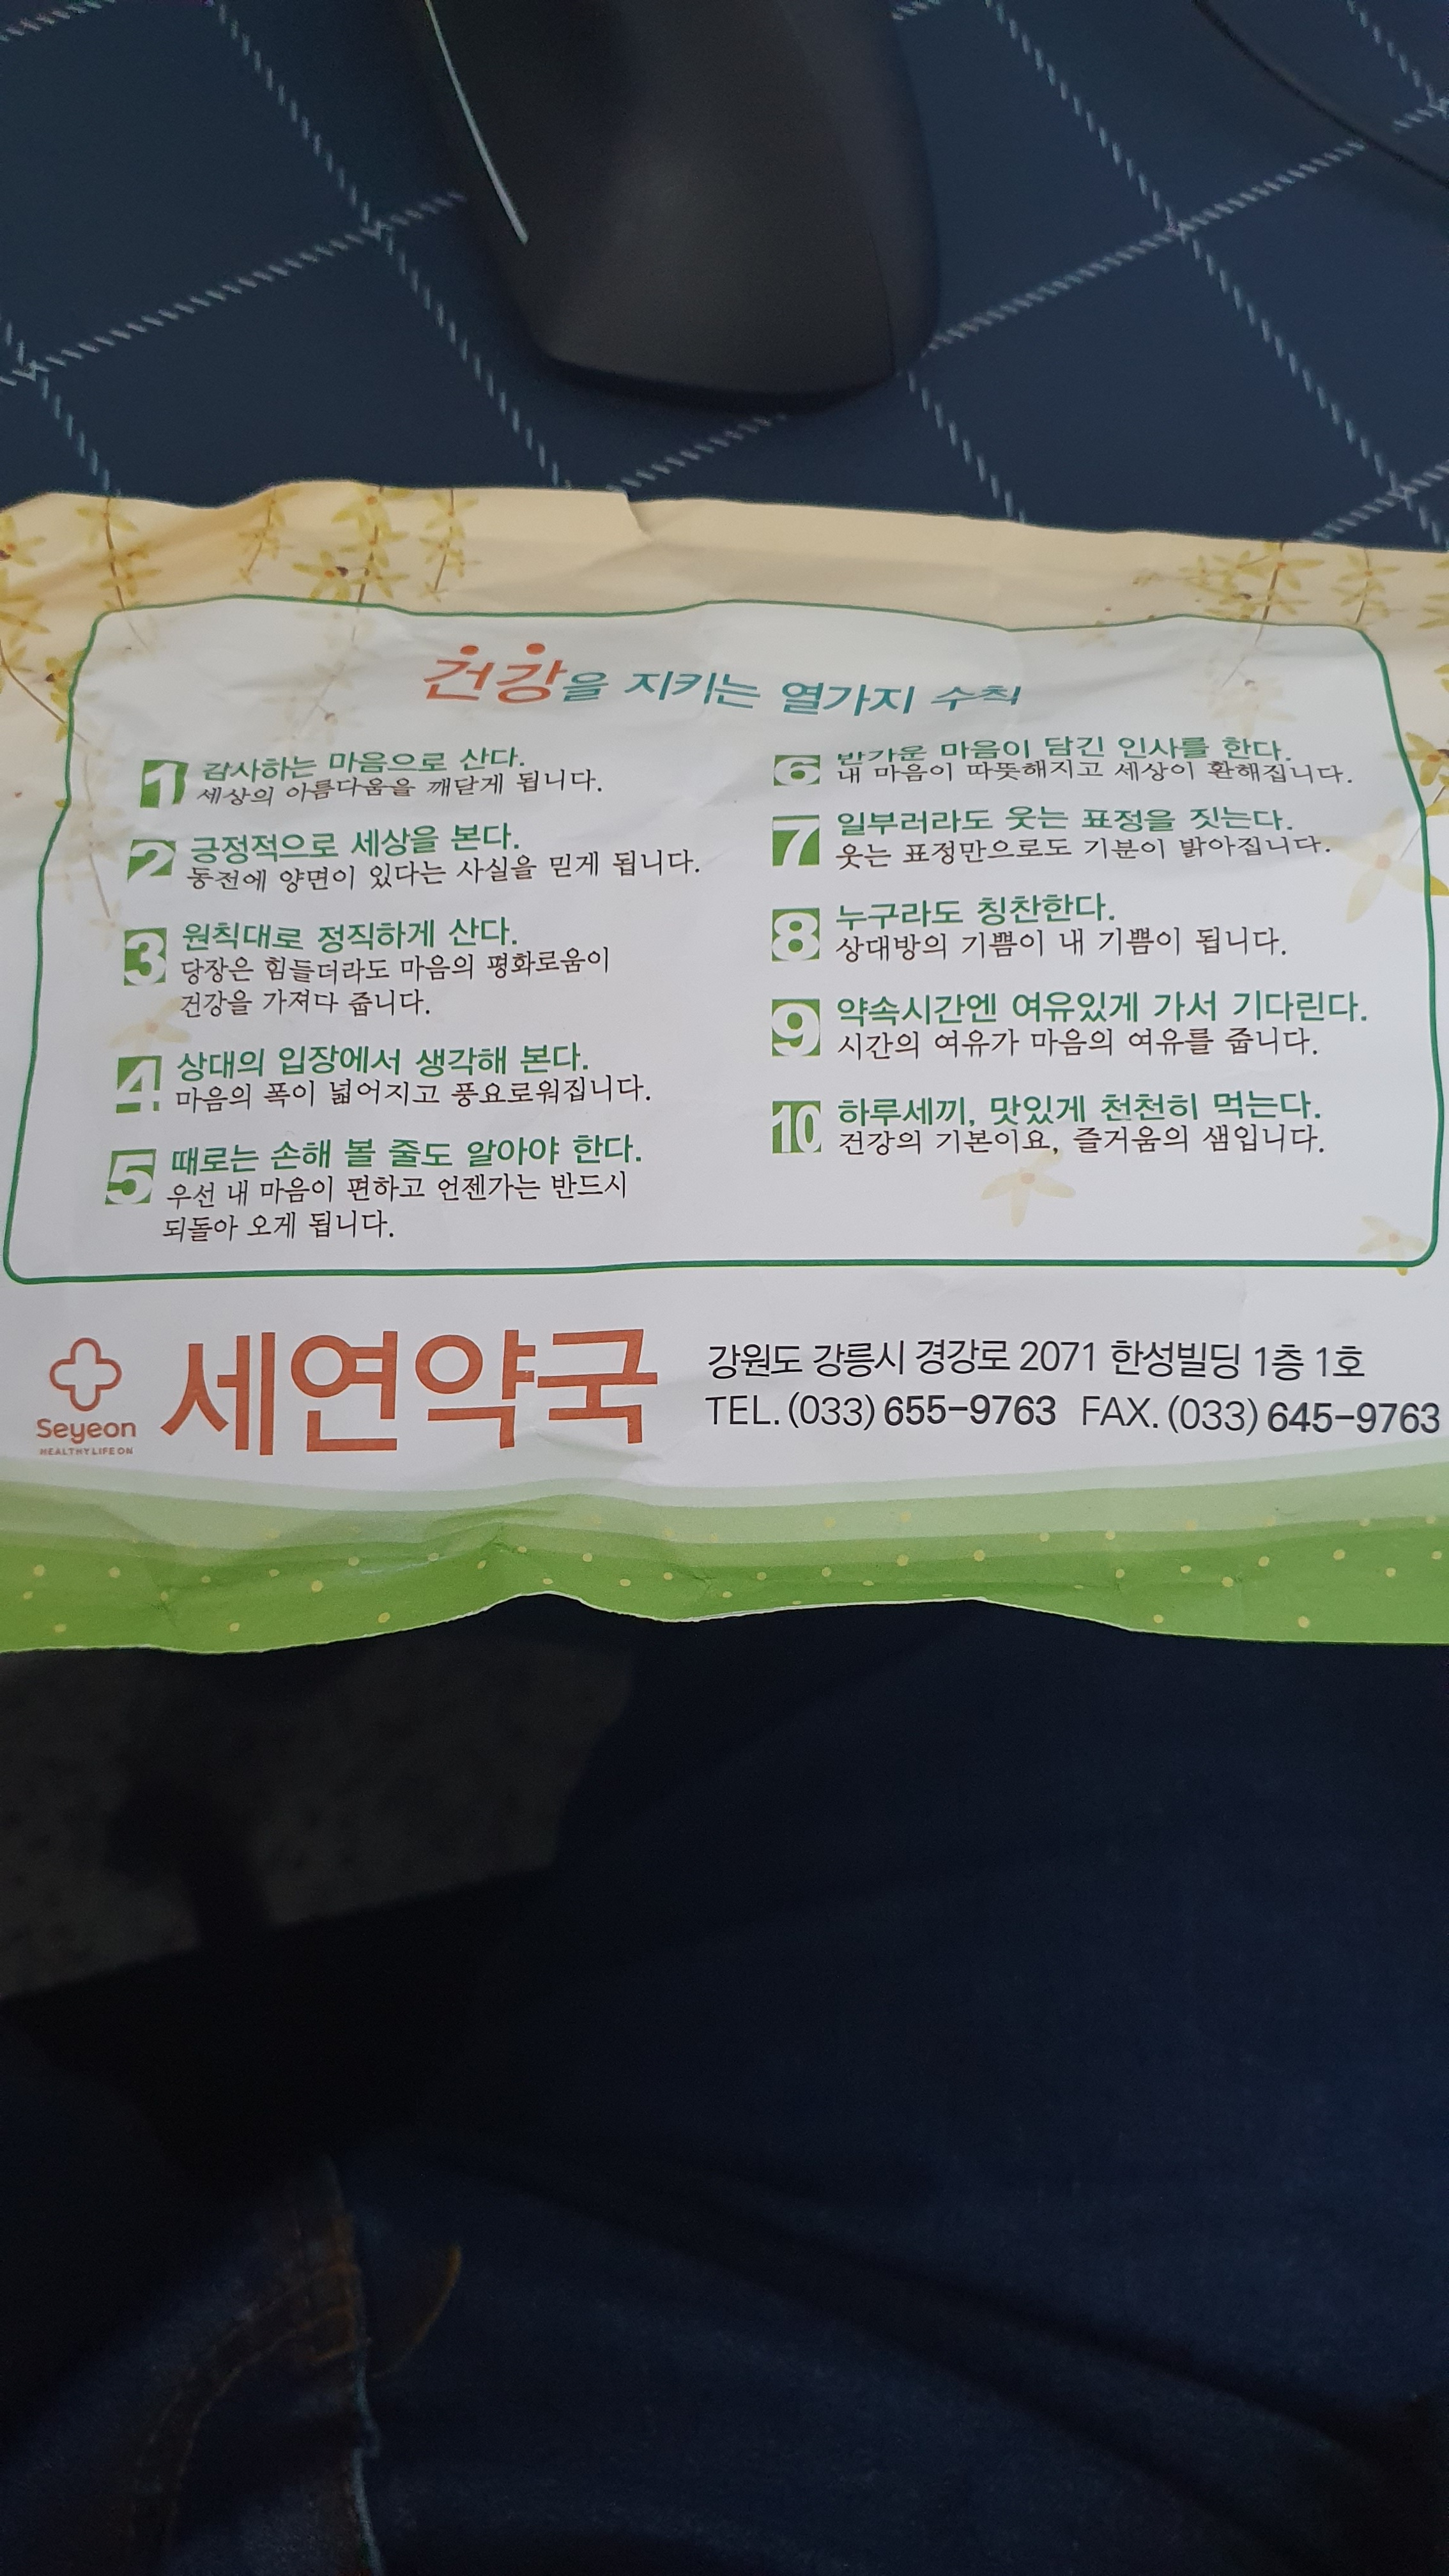 건강을 지키는 열가지 수칙
1 감사하는 마음으로 산다.
세상의 아름다움을 깨닫게 됩니다.
2 긍정적으로 세상을 본다.
동전에 양면이 있다는 사실을 믿게 됩니다.
3 원칙대로 정직하게 산다.
당장은 힘들더라도 마음의 평화로움이
건강을 가져다 줍니다.
4 상대의 입장에서 생각해 본다.
마음의 폭이 넓어지고 풍요로워집니다.
5 때로는 손해 볼 줄도 알아야 한다.
우선 내 마음이 편하고 언젠가는 반드시
되돌아 오게 됩니다.
6 반가운 마음이 담긴 인사를 한다.
내 마음이 따뜻해지고 세상이 환해집니다.
7 일부러라도 웃는 표정을 짓는다.
웃는 표정만으로도 기분이 밝아집니다.
8 누구라도 칭찬한다.
상대방의 기쁨이 내 기쁨이 됩니다.
9 약속시간엔 여유있게 가서 기다린다.
시간의 여유가 마음의 여유를 줍니다.
10 하루세끼, 맛있게 천천히 먹는다.
건강의 기본이요, 즐거움의 샘입니다.
Seyeon
HEALTHY LIFE ON
세연약국
강원도 강릉시 경강로 2071 한성빌딩 1층 1호
TEL. (033) 655-9763 FAX. (033) 645-9763